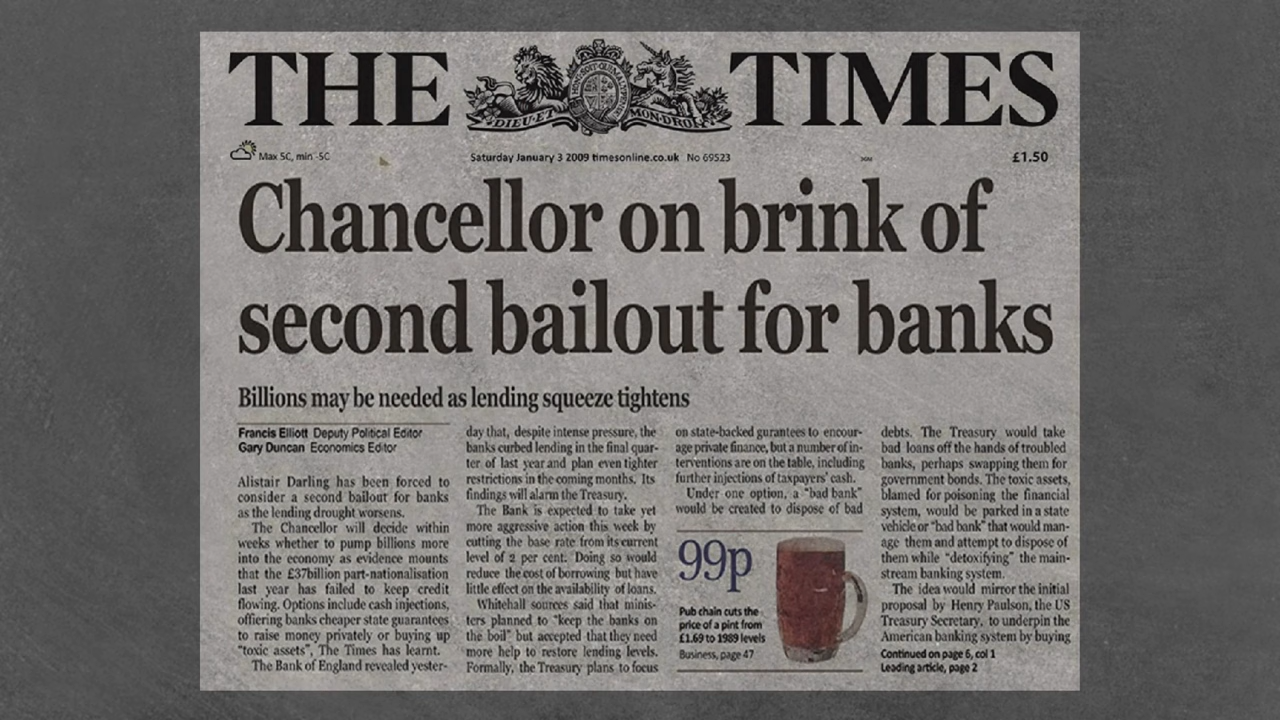 THE TIMES
DIEU·ET MON·DROIT
Max 5C, min -5C
Saturday January 3 2009 timesonline.co.uk No 69523
£1.50
Chancellor on brink of
second bailout for banks
Billions may be needed as lending squeeze tightens
Francis Elliott Deputy Political Editor
Gary Duncan Economics Editor
Alistair Darling has been forced to
consider a second bailout for banks
as the lending drought worsens.
The Chancellor will decide within
weeks whether to pump billions more
into the economy as evidence mounts
that the £37billion part-nationalisation
last year has failed to keep credit
flowing. Options include cash injections,
offiering banks cheaper state guarantees
to raise money privately or buying up
"toxic assets", The Times has learnt.
The Bank of England revealed yester-
day that, despite intense pressure, the
banks curbed lending in the final quar-
ter of last year and plan even tighter
restrictions in the coming months. Its
findings will alarm the Treasury.
The Bank is expected to take yet
more aggressive action this week by
cutting the base rate from its current
level of 2 per cent. Doing so would
reduce the cost of borrowing but have
little effect on the availability of loans.
Whitehall sources said that minis-
ters planned to "keep the banks on
the boil" but accepted that they need
more help to restore lending levels.
Formally, the Treasury plans to focus
on state-backed gurantees to encour-
age private finance, but a number of in-
terventions are on the table, including
further injections of taxpayers' cash.
Under one option, a "bad bank"
would be created to dispose of bad
99p
Pub chain cuts the
price of a pint from
£1.69 to 1989 levels
Business, page 47
debts. The Treasury would take
bad loans off the hands of troubled
banks, perhaps swapping them for
government bonds. The toxic assets,
blamed for poisoning the financial
system, would be parked in a state
vehicle or "bad bank" that would man-
age them and attempt to dispose of
them while "detoxifying" the main-
stream banking system.
The idea would mirror the initial
proposal by Henry Paulson, the US
Treasury Secretary, to underpin the
American banking system by buying
Continued on page 6, col 1
Leading article, page 2